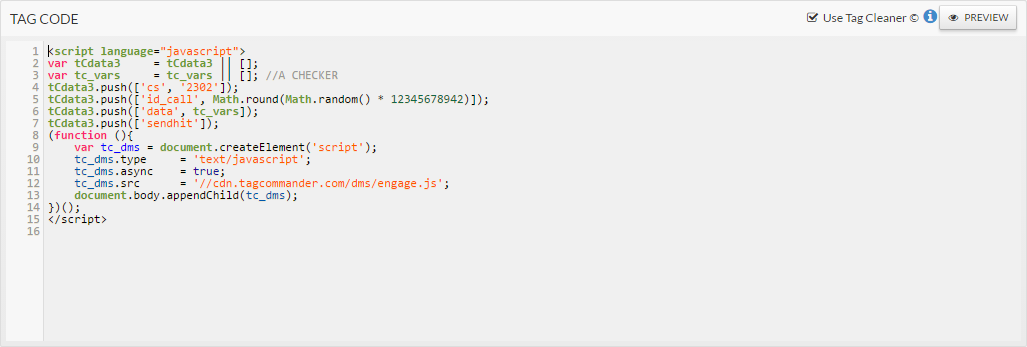 TAG CODE
Use Tag Cleaner © i PREVIEW
1 <script language="javascript">
2 var tCdata3     = tCdata3 || [];
3 var tc_vars     = tc_vars || []; //A CHECKER
4 tCdata3.push(['cs', '2302']);
5 tCdata3.push(['id_call', Math.round(Math.random() * 12345678942)]);
6 tCdata3.push(['data', tc_vars]);
7 tCdata3.push(['sendhit']);
8 (function (){
9     var tc_dms = document.createElement('script');
10     tc_dms.type     = 'text/javascript';
11     tc_dms.async    = true;
12     tc_dms.src      = '//cdn.tagcommander.com/dms/engage.js';
13     document.body.appendChild(tc_dms);
14 })();
15 </script>
16